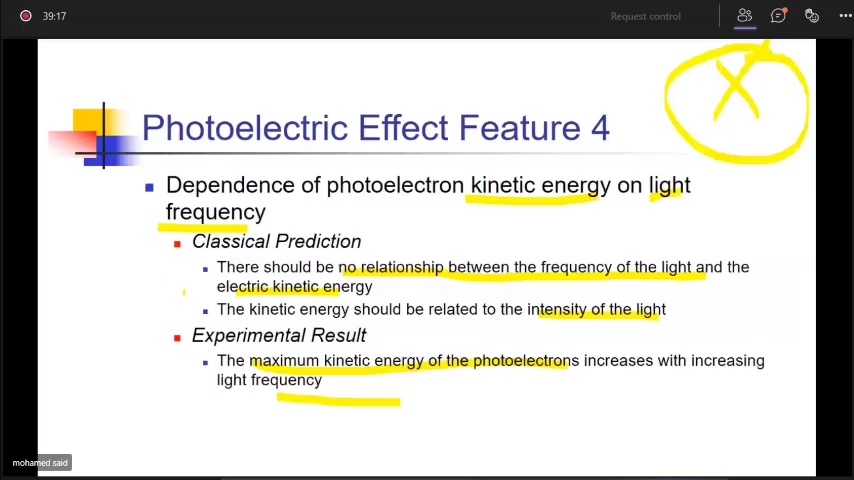 39:17
Request control
Photoelectric Effect Feature 4
Dependence of photoelectron kinetic energy on light
frequency
Classical Prediction
There should be no relationship between the frequency of the light and the
electric kinetic energy
The kinetic energy should be related to the intensity of the light
Experimental Result
The maximum kinetic energy of the photoelectrons increases with increasing
light frequency
mohamed said